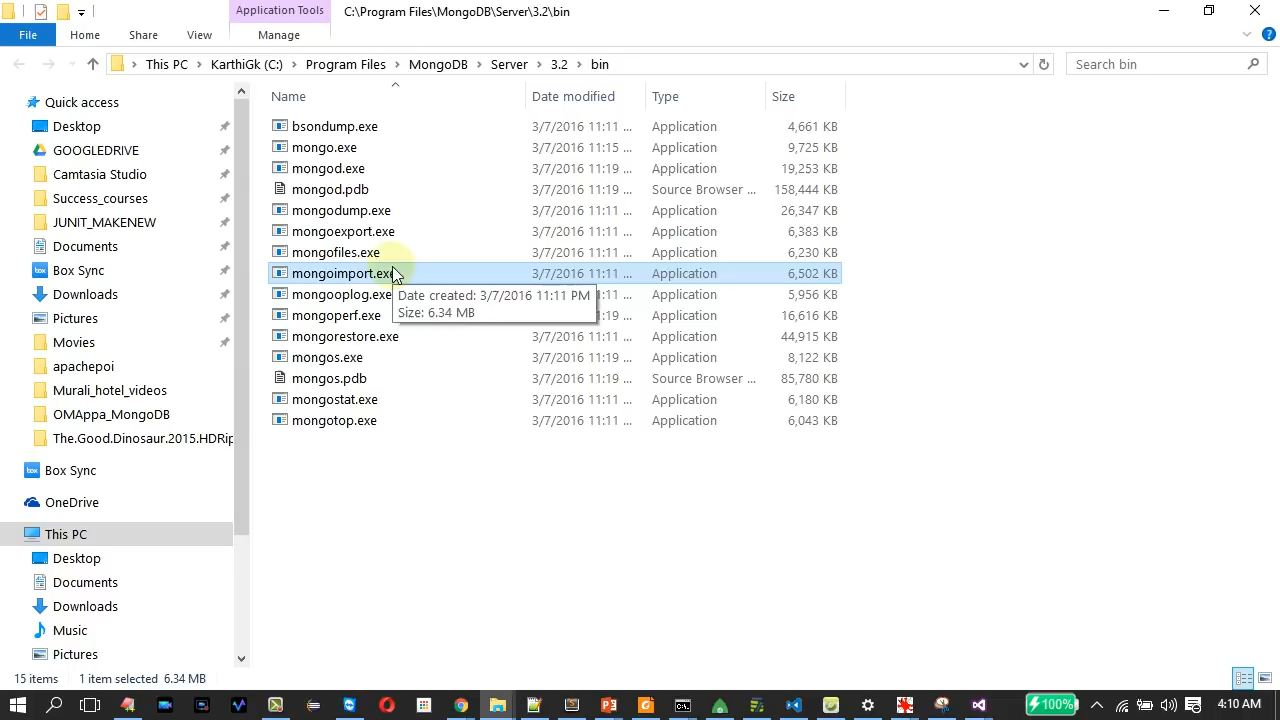 Application Tools
C:\Program Files\MongoDB\Server\3.2\bin
File Home Share View Manage
This PC KarthiGk (C:) Program Files MongoDB Server 3.2 bin
Search bin
Name Date modified Type Size
Quick access
Desktop
GOOGLEDRIVE
Camtasia Studio
Success_courses
JUNIT_MAKENEW
Documents
Box Sync
Downloads
Pictures
Movies
apachepoi
Murali_hotel_videos
OMAppa_MongoDB
The.Good.Dinosaur.2015.HDRip
Box Sync
OneDrive
This PC
Desktop
Documents
Downloads
Music
Pictures
bsondump.exe 3/7/2016 11:11 ... Application 4,661 KB
mongo.exe 3/7/2016 11:15 ... Application 9,725 KB
mongod.exe 3/7/2016 11:19 ... Application 19,253 KB
mongod.pdb 3/7/2016 11:19 ... Source Browser ... 158,444 KB
mongodump.exe 3/7/2016 11:11 ... Application 26,347 KB
mongoexport.exe 3/7/2016 11:11 ... Application 6,383 KB
mongofiles.exe 3/7/2016 11:11 ... Application 6,230 KB
mongoimport.exe 3/7/2016 11:11 ... Application 6,502 KB
mongooplog.exe :11 ... Application 5,956 KB
mongoperf.exe :19 ... Application 16,616 KB
mongorestore.exe 3/7/2016 11:11 ... Application 44,915 KB
mongos.exe 3/7/2016 11:19 ... Application 8,122 KB
mongos.pdb 3/7/2016 11:19 ... Source Browser ... 85,780 KB
mongostat.exe 3/7/2016 11:11 ... Application 6,180 KB
mongotop.exe 3/7/2016 11:11 ... Application 6,043 KB
Date created: 3/7/2016 11:11 PM
Size: 6.34 MB
15 items 1 item selected 6.34 MB
100% 4:10 AM